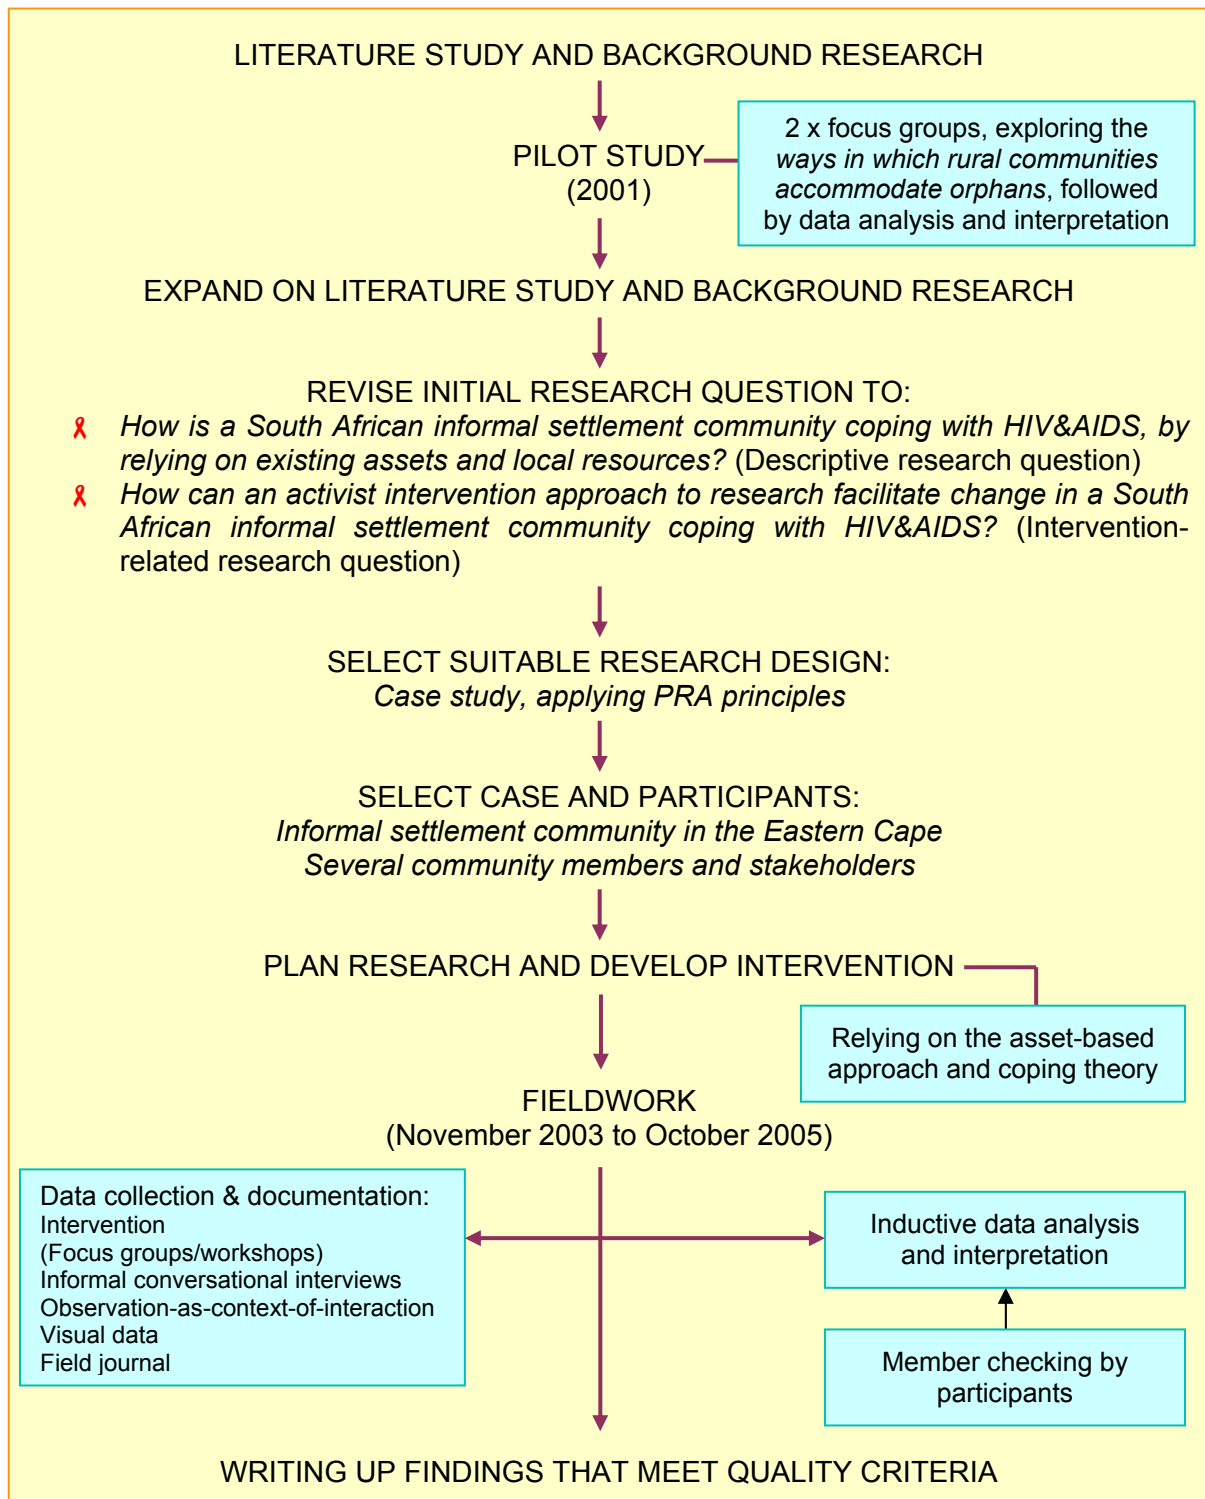 LITERATURE STUDY AND BACKGROUND RESEARCH
PILOT STUDY
(2001)
2 x focus groups, exploring the
ways in which rural communities
accommodate orphans, followed
by data analysis and interpretation
EXPAND ON LITERATURE STUDY AND BACKGROUND RESEARCH
REVISE INITIAL RESEARCH QUESTION TO:
How is a South African informal settlement community coping with HIV&AIDS, by
relying on existing assets and local resources? (Descriptive research question)
How can an activist intervention approach to research facilitate change in a South
African informal settlement community coping with HIV&AIDS? (Intervention-
related research question)
SELECT SUITABLE RESEARCH DESIGN:
Case study, applying PRA principles
SELECT CASE AND PARTICIPANTS:
Informal settlement community in the Eastern Cape
Several community members and stakeholders
PLAN RESEARCH AND DEVELOP INTERVENTION
Relying on the asset-based
approach and coping theory
FIELDWORK
(November 2003 to October 2005)
Data collection & documentation:
Intervention
(Focus groups/workshops)
Informal conversational interviews
Observation-as-context-of-interaction
Visual data
Field journal
Inductive data analysis
and interpretation
Member checking by
participants
WRITING UP FINDINGS THAT MEET QUALITY CRITERIA